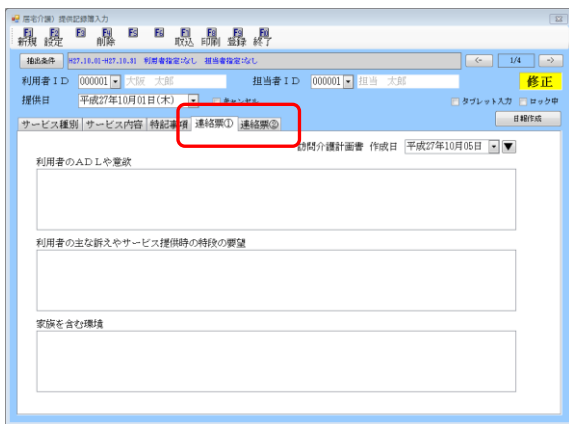 居宅介護) 提供記録簿入力
F1 F2 F3 F4 F5 F6 F7 F8 F9
新規 設定 削除 取込 印刷 登録 終了
抽出条件 H27.10.01-H27.10.31 利用者指定:なし 担当者指定:なし <- 1/4 ->
利用者ID 000001 大阪 太郎 担当者ID 000001 担当 太郎 修正
提供日 平成27年10月01日(木) キャンセル タブレット入力 ロック中
サービス種別 サービス内容 特記事項 連絡票① 連絡票② 日報作成
訪問介護計画書 作成日 平成27年10月05日
利用者のADLや意欲
利用者の主な訴えやサービス提供時の特段の要望
家族を含む環境